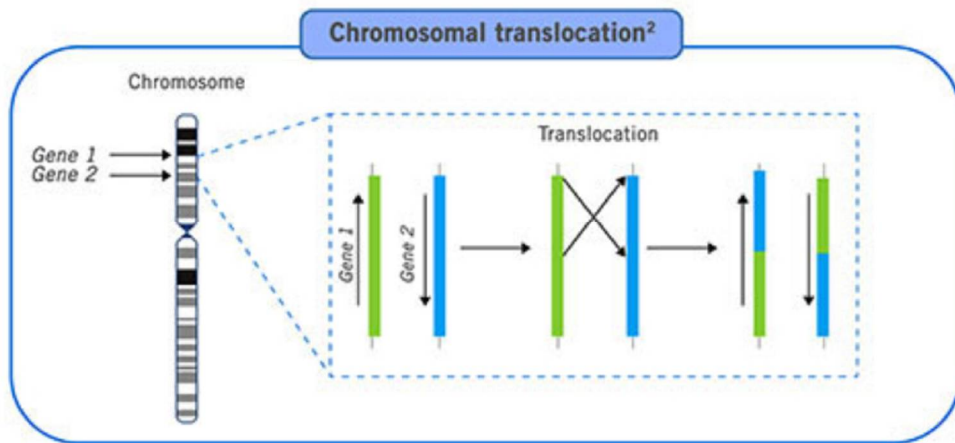 Chromosomal translocation²
Chromosome
Gene 1
Gene 2
Translocation
Gene 1
Gene 2